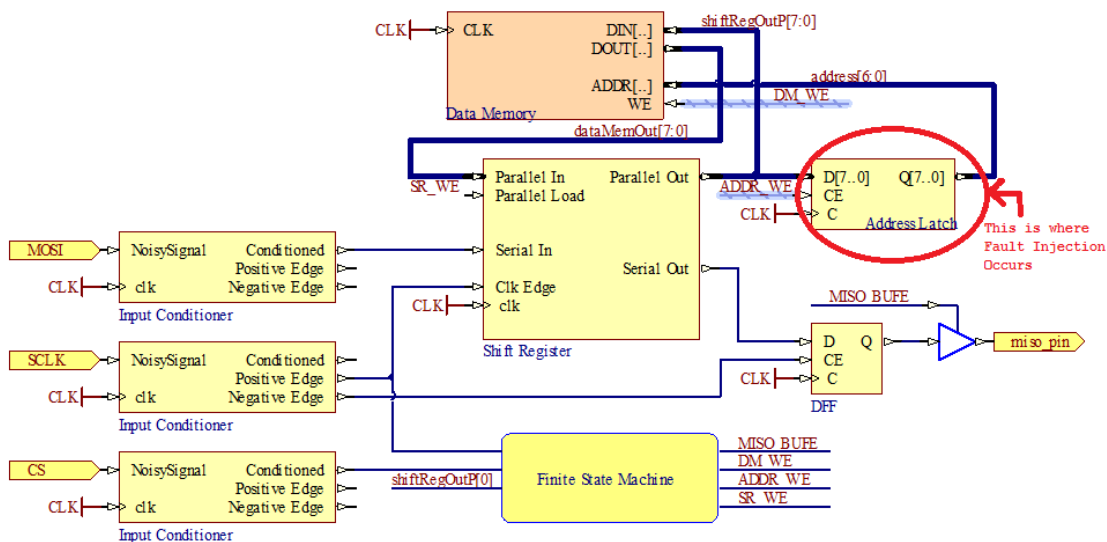 shiftRegOutP[7:0]
CLK
CLK
DIN[..]
DOUT[..]
ADDR[..]
WE
address[6:0]
DM_WE
Data Memory
dataMemOut[7:0]
SR_WE
Parallel In
Parallel Out
Parallel Load
ADDR_WE
D[7..0]
Q[7..0]
CE
CLK
C
Address Latch
This is where
Fault Injection
Occurs
MOSI
NoisySignal
Conditioned
Positive Edge
CLK
clk
Negative Edge
Input Conditioner
Serial In
Serial Out
Clk Edge
CLK
clk
Shift Register
MISO_BUFE
miso_pin
D
Q
CE
CLK
C
DFF
SCLK
NoisySignal
Conditioned
Positive Edge
CLK
clk
Negative Edge
Input Conditioner
CS
NoisySignal
Conditioned
Positive Edge
CLK
clk
Negative Edge
Input Conditioner
shiftRegOutP[0]
Finite State Machine
MISO_BUFE
DM_WE
ADDR_WE
SR_WE